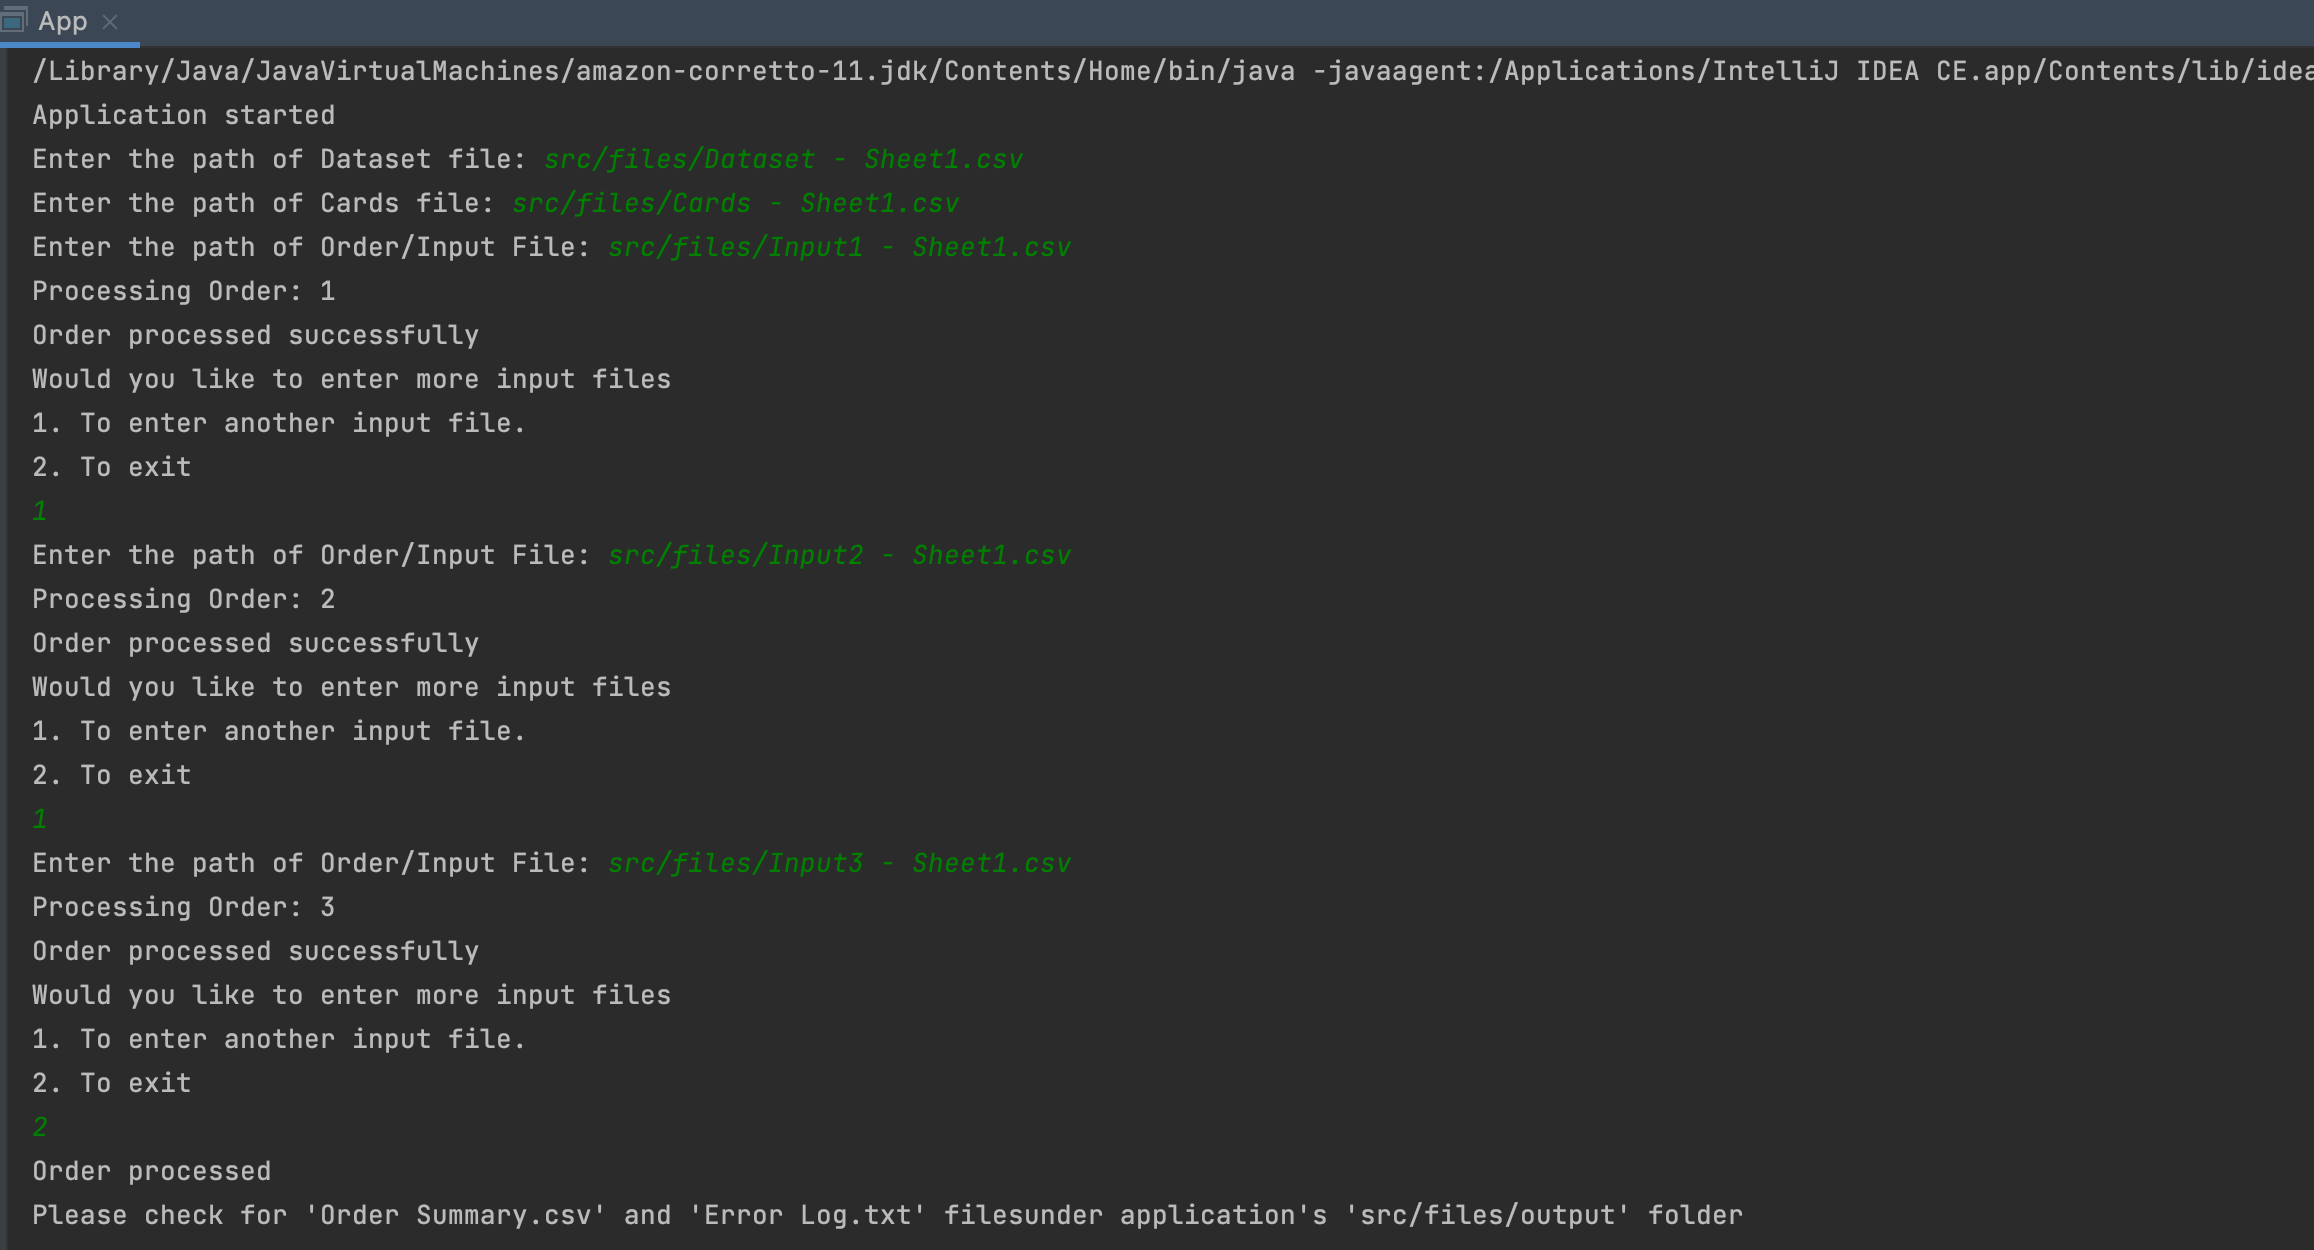 App
/Library/Java/JavaVirtualMachines/amazon-corretto-11.jdk/Contents/Home/bin/java -javaagent:/Applications/IntelliJ IDEA CE.app/Contents/lib/idea
Application started
Enter the path of Dataset file: src/files/Dataset - Sheet1.csv
Enter the path of Cards file: src/files/Cards - Sheet1.csv
Enter the path of Order/Input File: src/files/Input1 - Sheet1.csv
Processing Order: 1
Order processed successfully
Would you like to enter more input files
1. To enter another input file.
2. To exit
1
Enter the path of Order/Input File: src/files/Input2 - Sheet1.csv
Processing Order: 2
Order processed successfully
Would you like to enter more input files
1. To enter another input file.
2. To exit
1
Enter the path of Order/Input File: src/files/Input3 - Sheet1.csv
Processing Order: 3
Order processed successfully
Would you like to enter more input files
1. To enter another input file.
2. To exit
2
Order processed
Please check for 'Order Summary.csv' and 'Error Log.txt' filesunder application's 'src/files/output' folder